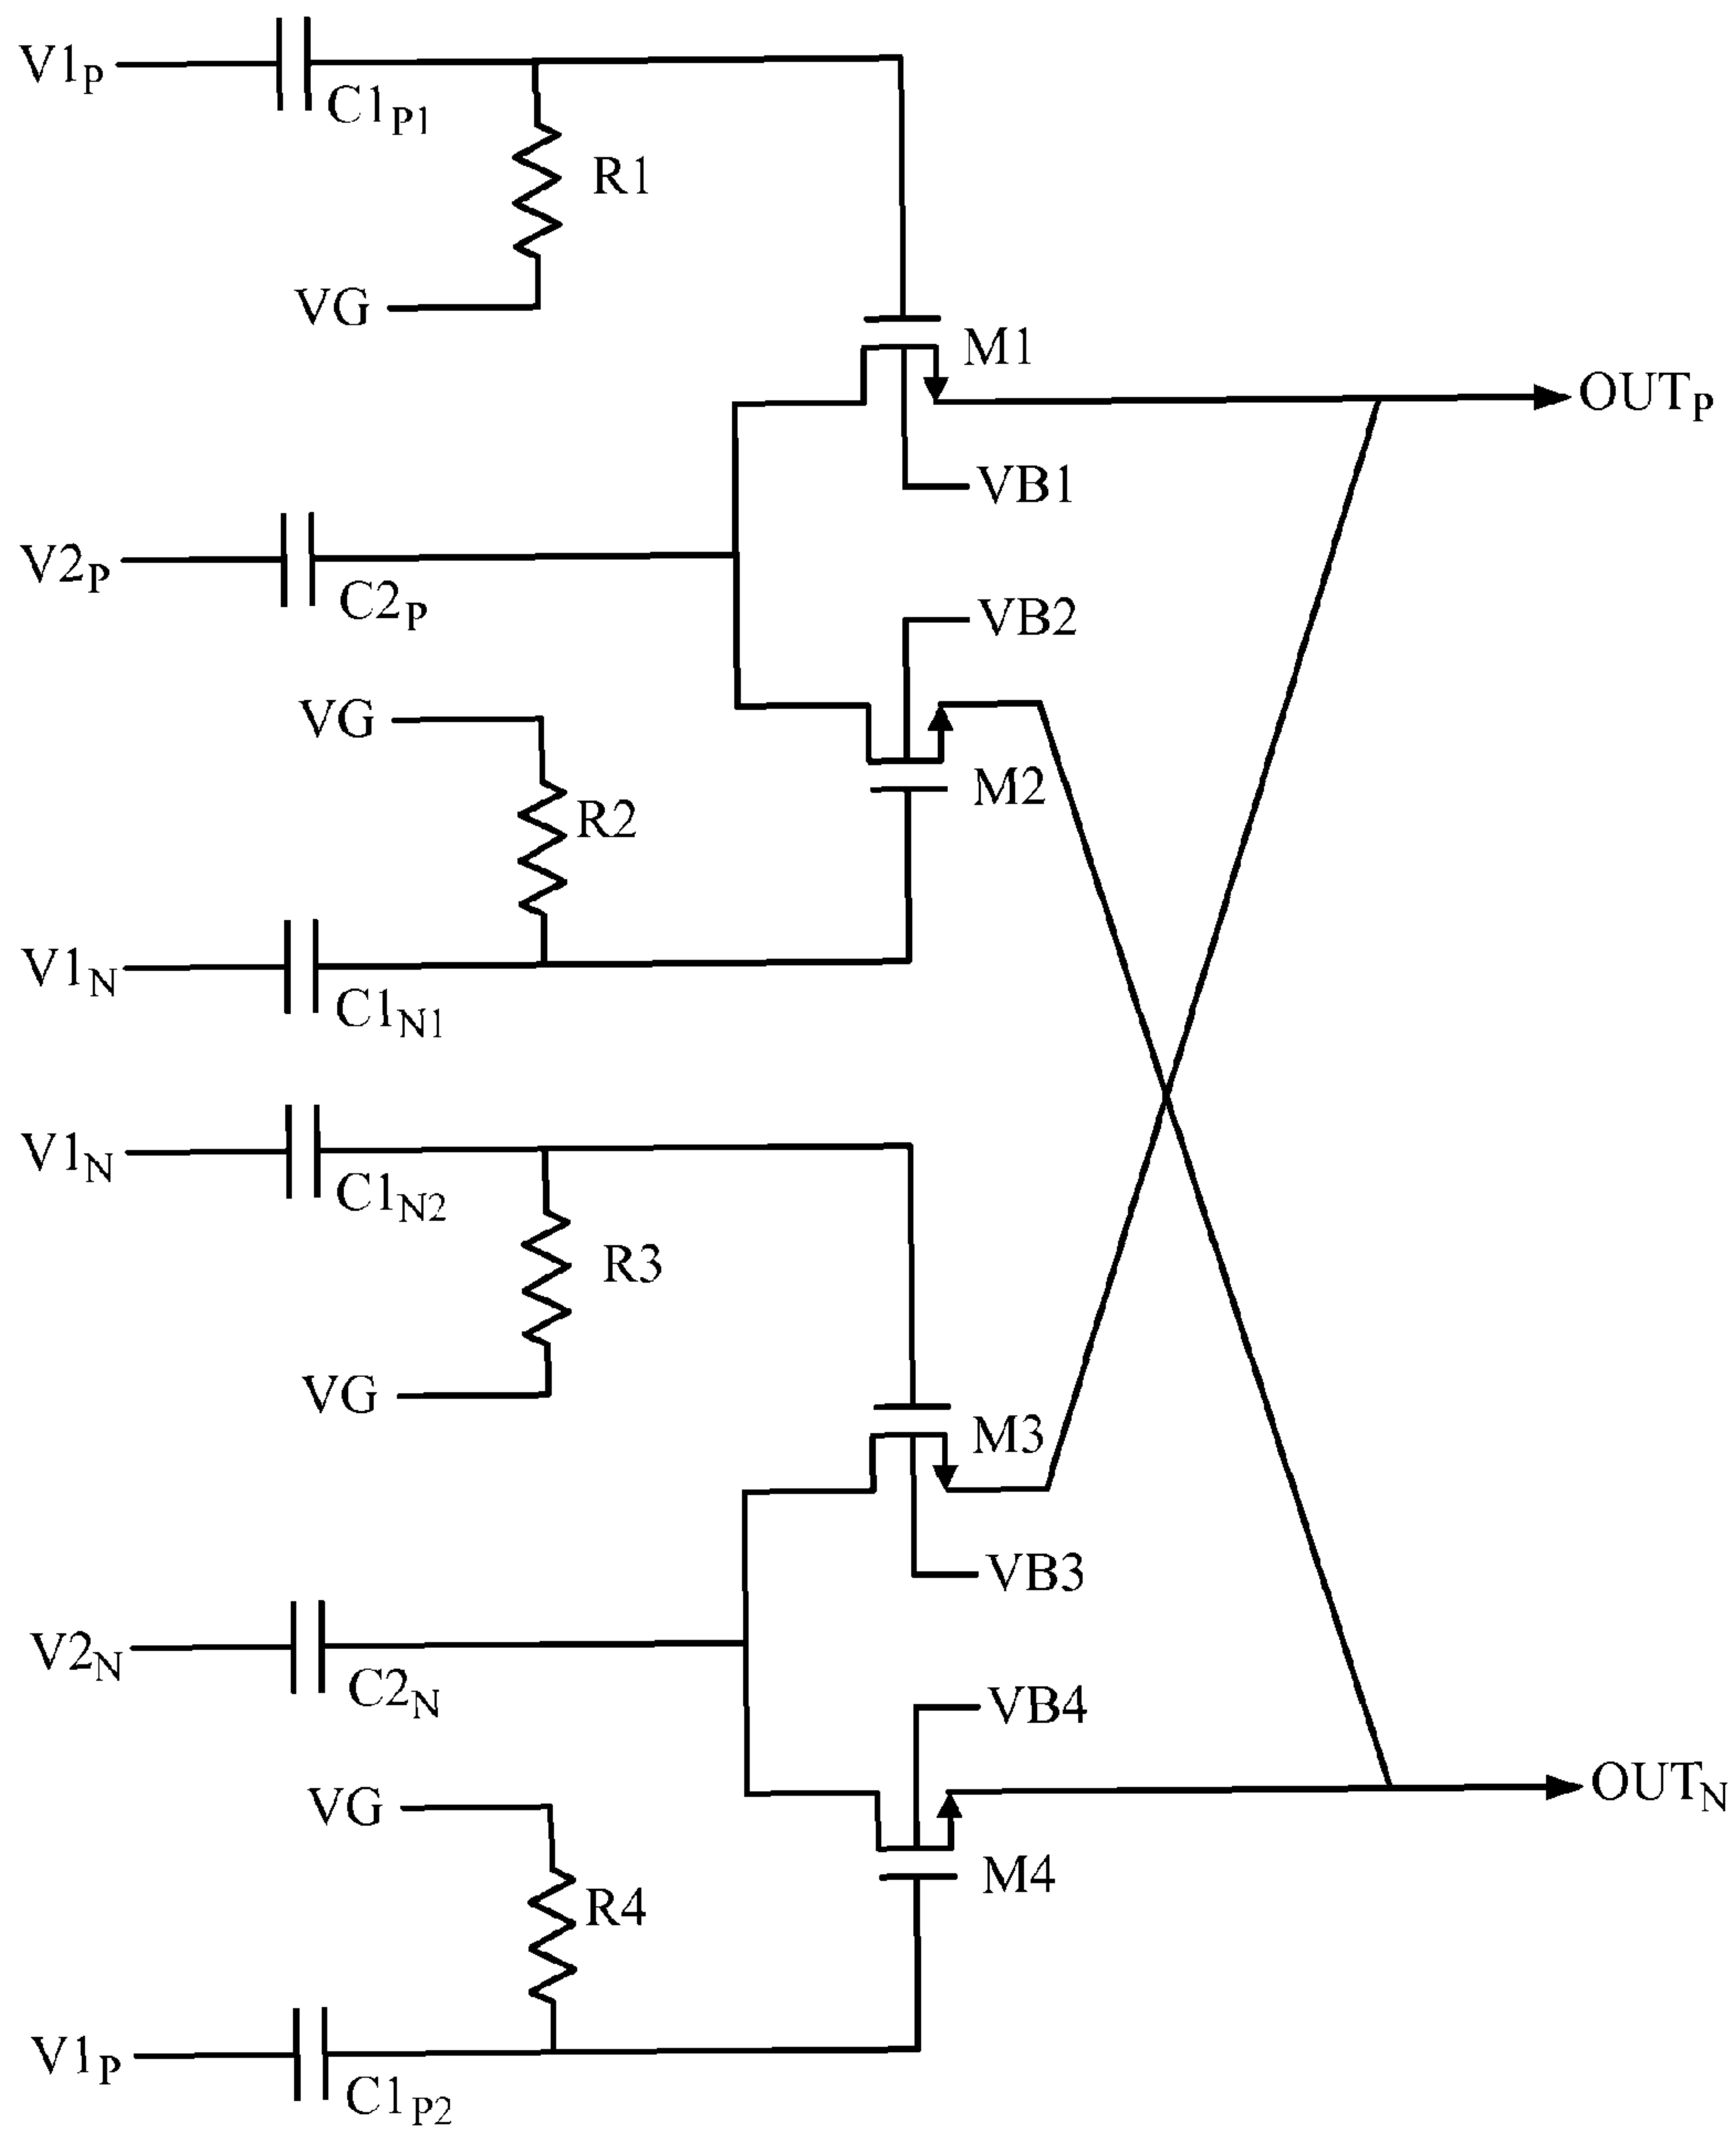 V1P
C1P1
R1
VG
M1
OUTP
VB1
V2P
C2P
VB2
VG
M2
R2
V1N
C1N1
V1N
C1N2
R3
VG
M3
VB3
V2N
C2N
VB4
OUTN
VG
M4
R4
V1P
C1P2